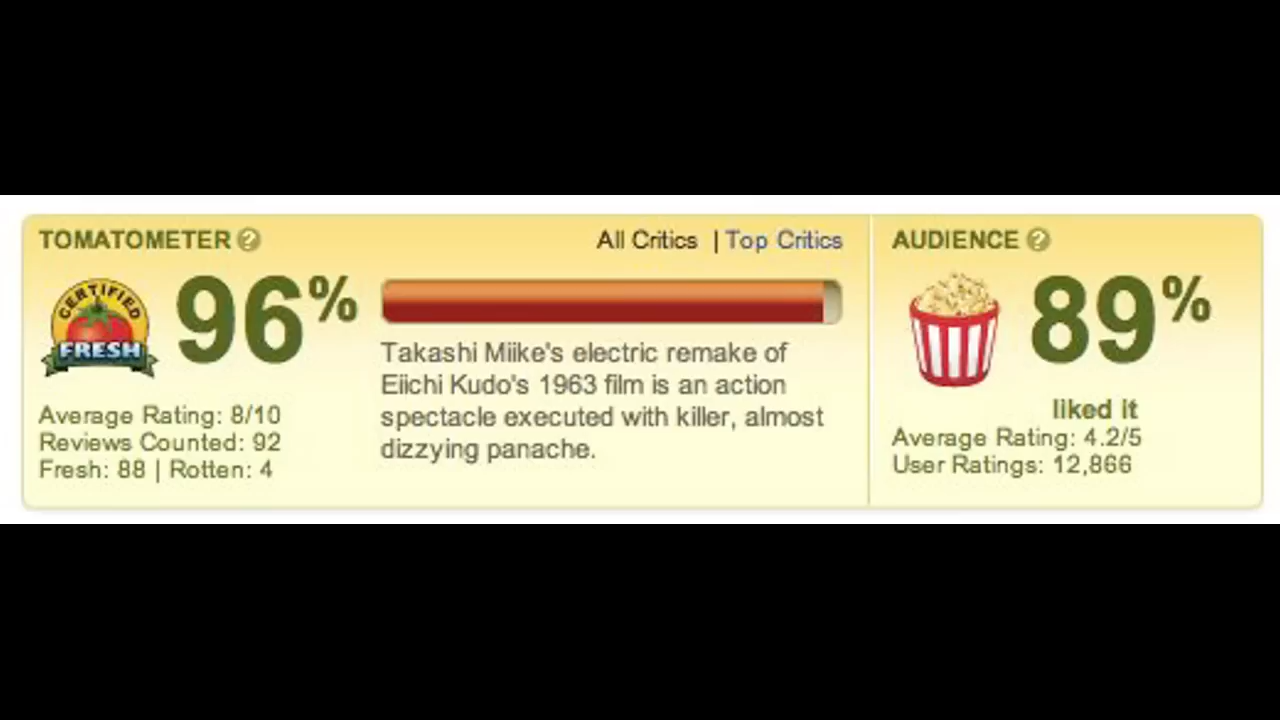 TOMATOMETER ?
All Critics | Top Critics
CERTIFIED
FRESH
96%
Takashi Miike's electric remake of
Eiichi Kudo's 1963 film is an action
spectacle executed with killer, almost
dizzying panache.
Average Rating: 8/10
Reviews Counted: 92
Fresh: 88 | Rotten: 4
AUDIENCE ?
89%
liked it
Average Rating: 4.2/5
User Ratings: 12,866